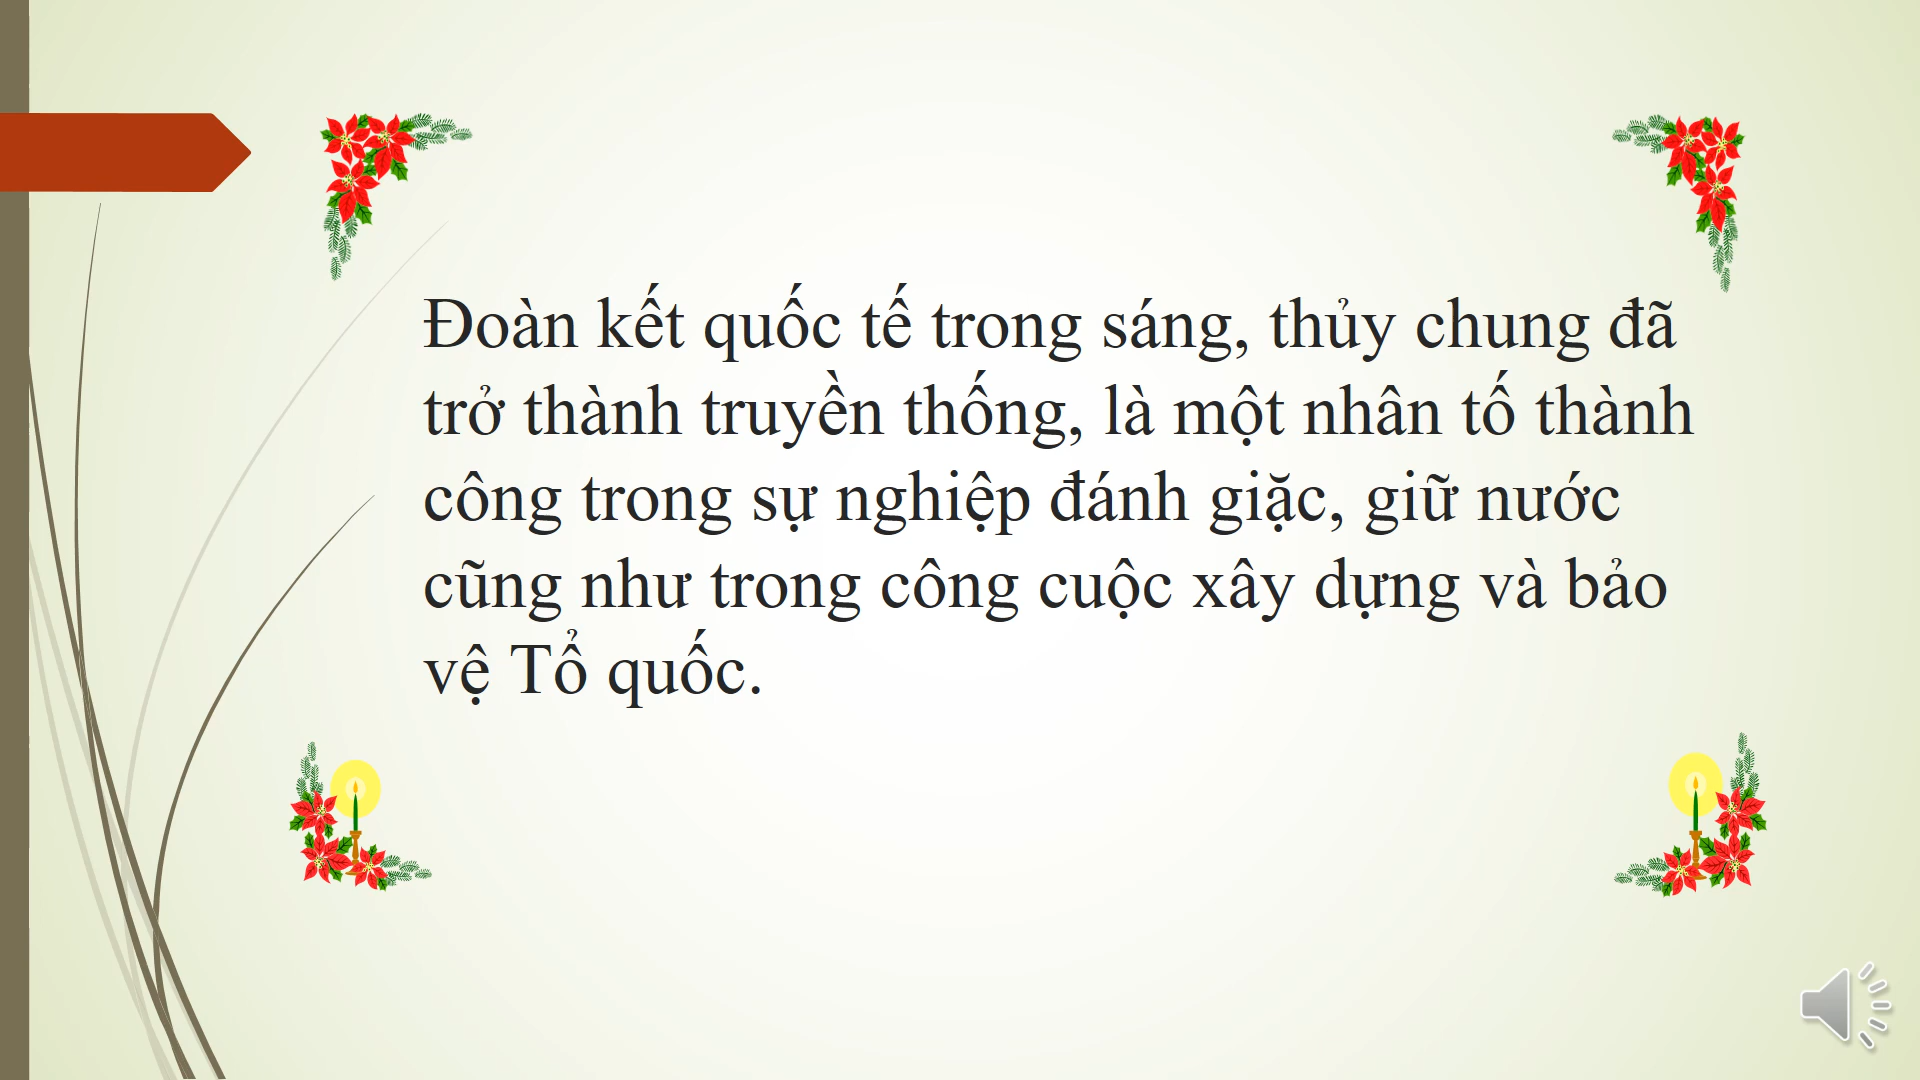 Đoàn kết quốc tế trong sáng, thủy chung đã
trở thành truyền thống, là một nhân tố thành
công trong sự nghiệp đánh giặc, giữ nước
cũng như trong công cuộc xây dựng và bảo
vệ Tổ quốc.